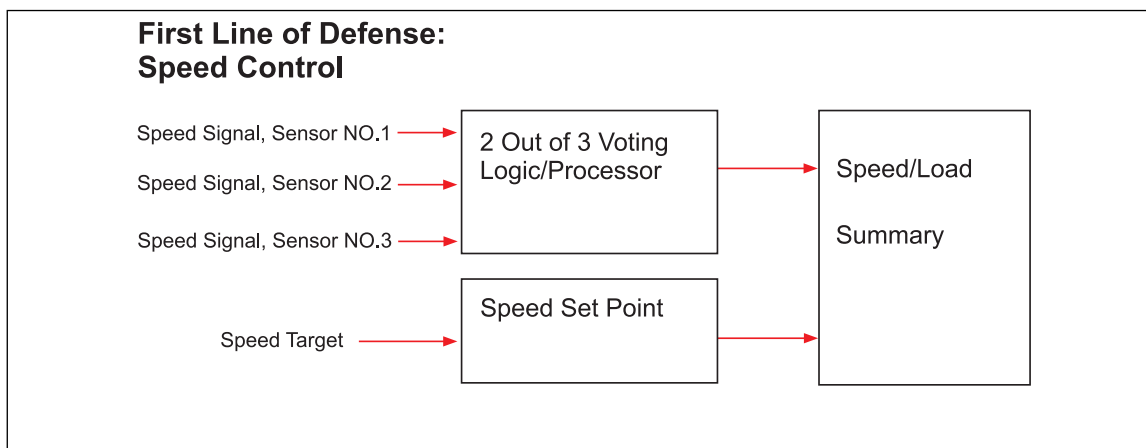 First Line of Defense:
Speed Control
Speed Signal, Sensor NO.1
Speed Signal, Sensor NO.2
Speed Signal, Sensor NO.3
2 Out of 3 Voting
Logic/Processor
Speed/Load
Summary
Speed Target
Speed Set Point